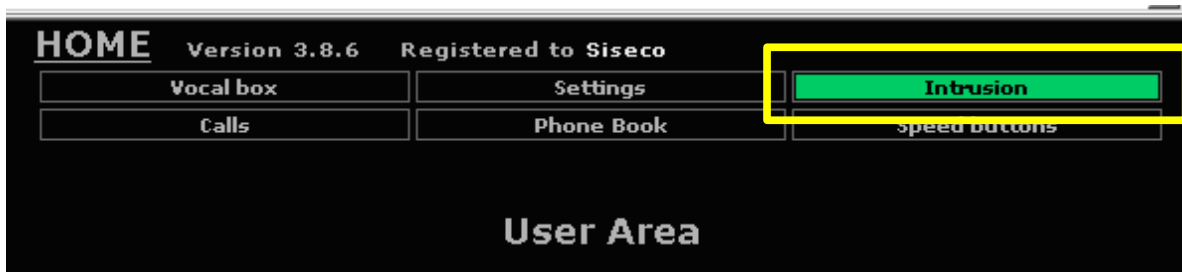 HOME Version 3.8.6 Registered to Siseco
Vocal box Settings Intrusion
Calls Phone Book Speed buttons
User Area